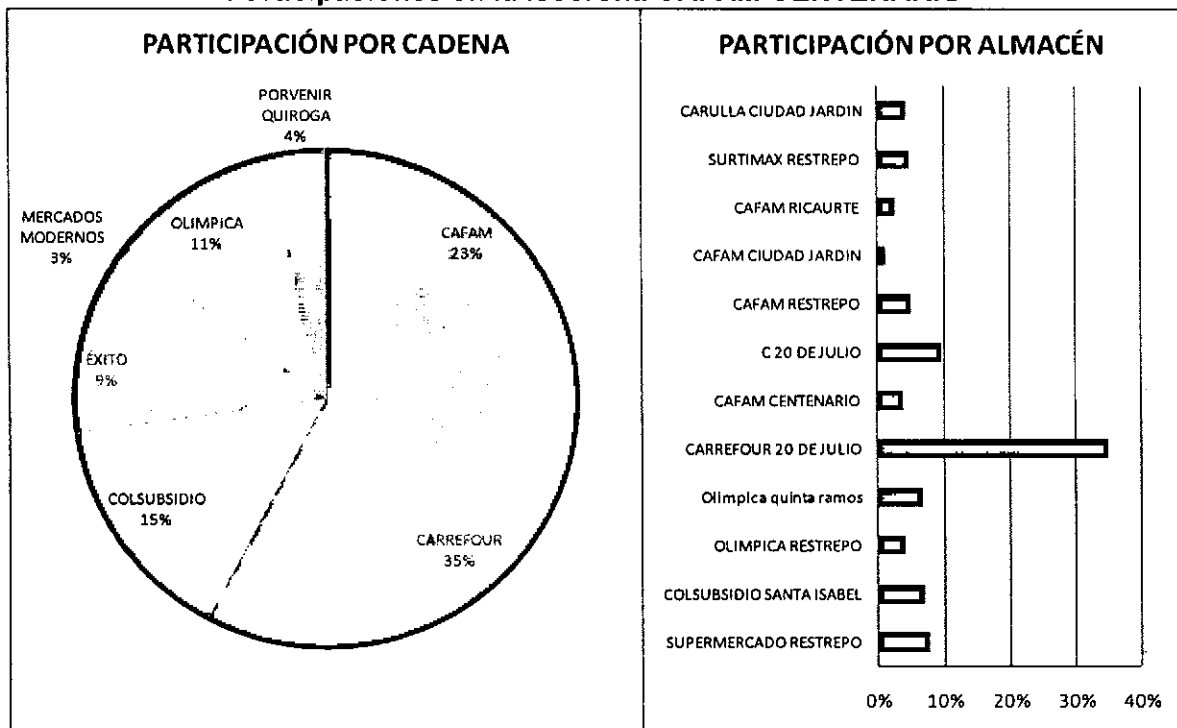 PARTICIPACIÓN POR CADENA
PORVENIR
QUIROGA
4%
MERCADOS
MODERNOS
3%
OLIMPICA
11%
CAFAM
23%
ÉXITO
9%
COLSUBSIDIO
15%
CARREFOUR
35%
PARTICIPACIÓN POR ALMACÉN
CARULLA CIUDAD JARDIN
SURTIMAX RESTREPO
CAFAM RICAURTE
CAFAM CIUDAD JARDIN
CAFAM RESTREPO
C 20 DE JULIO
CAFAM CENTENARIO
CARREFOUR 20 DE JULIO
Olimpica quinta ramos
OLIMPICA RESTREPO
COLSUBSIDIO SANTA ISABEL
SUPERMERCADO RESTREPO
0% 10% 20% 30% 40%